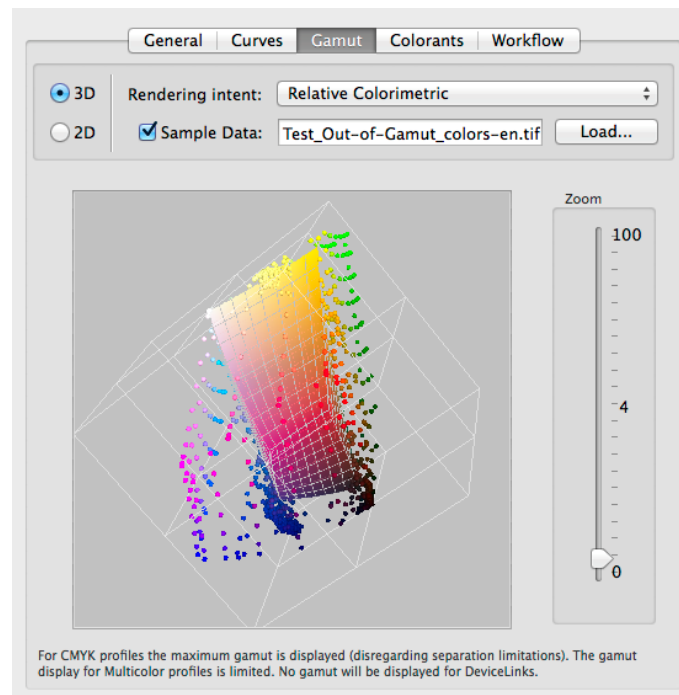 General Curves Gamut Colorants Workflow
3D Rendering intent: Relative Colorimetric
2D Sample Data: Test_Out-of-Gamut_colors-en.tif Load...
Zoom
100
4
0
For CMYK profiles the maximum gamut is displayed (disregarding separation limitations). The gamut
display for Multicolor profiles is limited. No gamut will be displayed for DeviceLinks.